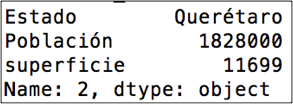 Estado Querétaro
Población 1828000
superficie 11699
Name: 2, dtype: object